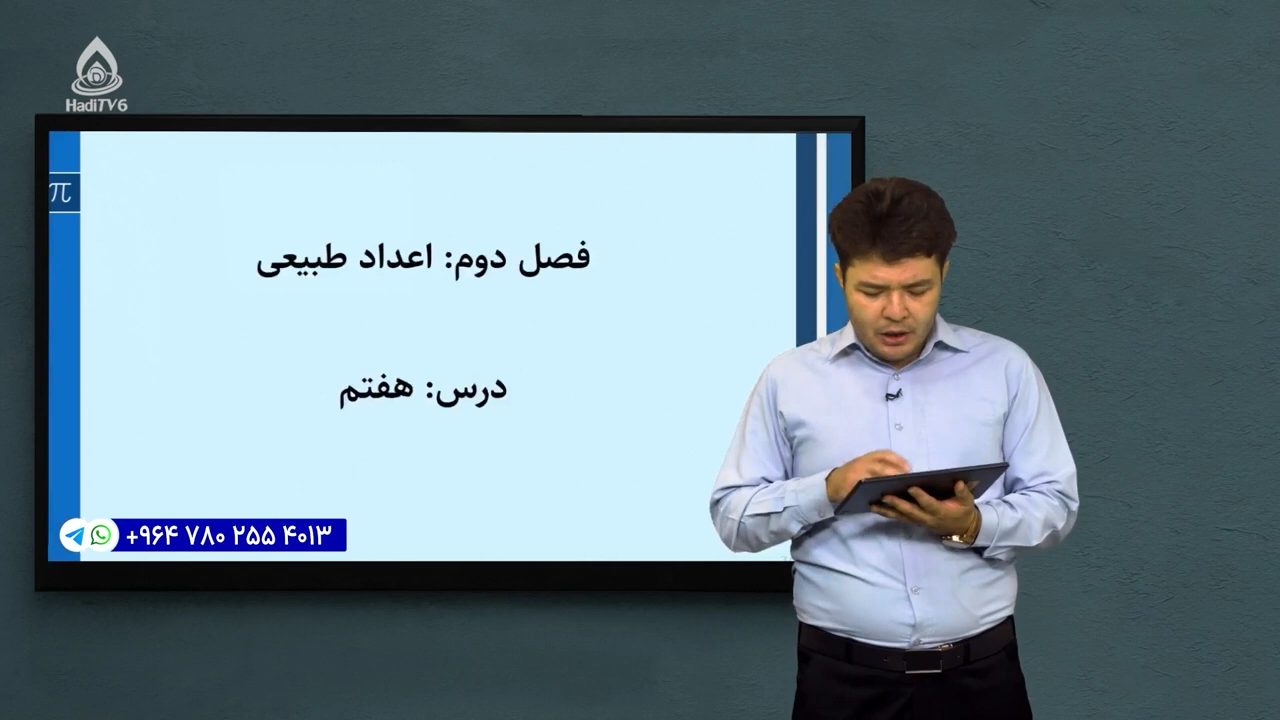 HadiTV6
π
فصل دوم: اعداد طبیعی
درس: هفتم
+۹۶۴ ۷۸۰ ۲۵۵ ۴۰۱۳